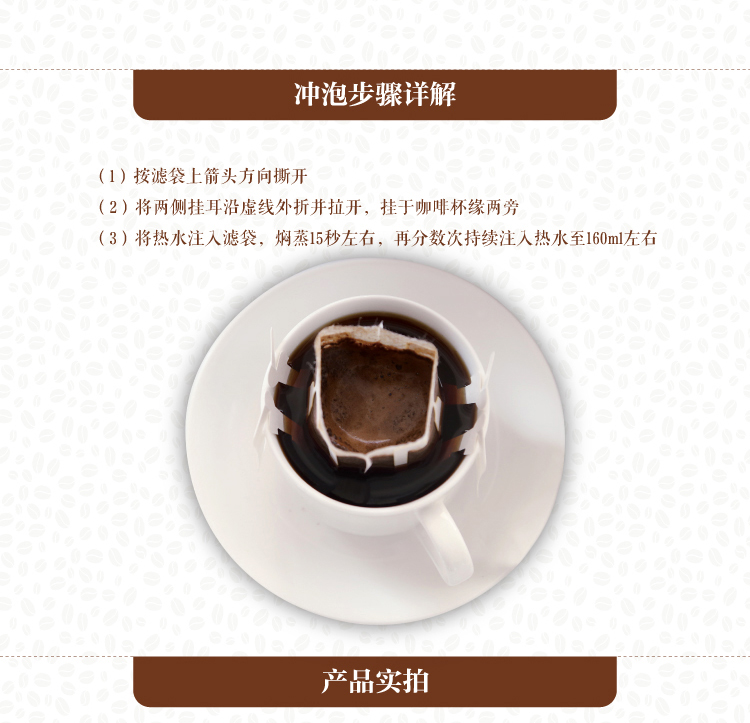 冲泡步骤详解
（1）按滤袋上箭头方向撕开
（2）将两侧挂耳沿虚线外折并拉开，挂于咖啡杯缘两旁
（3）将热水注入滤袋，焖蒸15秒左右，再分数次持续注入热水至160ml左右
产品实拍